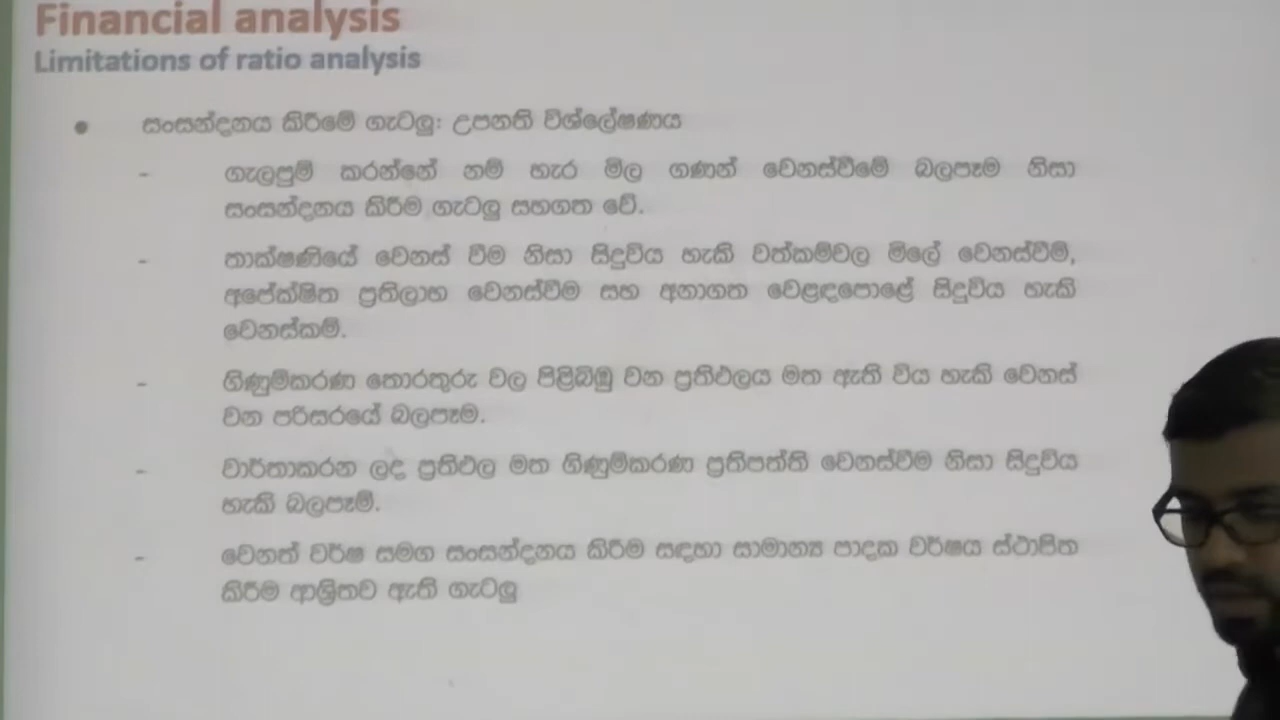 Financial analysis
Limitations of ratio analysis
● සංසන්දනය කිරීමේ ගැටලු: උපනති විශ්ලේෂණය
- ගැලපුම් කරන්නේ නම් හැර මිල ගණන් වෙනස්වීමේ බලපෑම නිසා
සංසන්දනය කිරීම ගැටලු සහගත වේ.
- තාක්ෂණියේ වෙනස් වීම නිසා සිදුවිය හැකි වත්කම්වල මිලේ වෙනස්වීම්,
අපේක්ෂිත ප්‍රතිලාභ වෙනස්වීම සහ අනාගත වෙළඳපොළේ සිදුවිය හැකි
වෙනස්කම්.
- ගිණුම්කරණ තොරතුරු වල පිළිබිඹු වන ප්‍රතිඵලය මත ඇති විය හැකි වෙනස්
වන පරිසරයේ බලපෑම.
- වාර්තාකරන ලද ප්‍රතිඵල මත ගිණුම්කරණ ප්‍රතිපත්ති වෙනස්වීම නිසා සිදුවිය
හැකි බලපෑම්.
- වෙනත් වර්ෂ සමග සංසන්දනය කිරීම සඳහා සාමාන්‍ය පාදක වර්ෂය ස්ථාපිත
කිරීම ආශ්‍රිතව ඇති ගැටලු